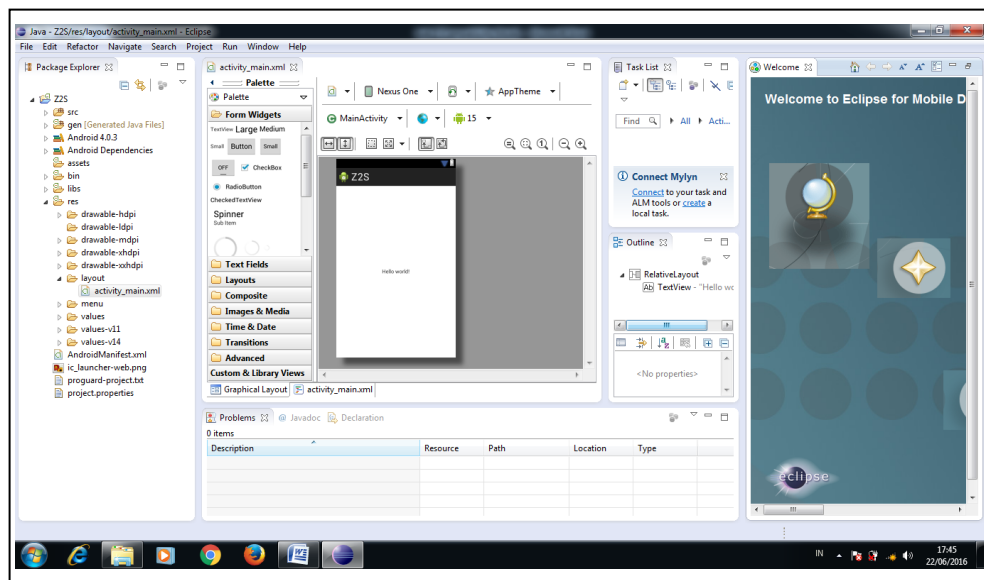 Java - Z2S/res/layout/activity_main.xml - Eclipse
File Edit Refactor Navigate Search Project Run Window Help
Package Explorer
Z2S
src
gen [Generated Java Files]
Android 4.0.3
Android Dependencies
assets
bin
libs
res
drawable-hdpi
drawable-ldpi
drawable-mdpi
drawable-xhdpi
drawable-xxhdpi
layout
activity_main.xml
menu
values
values-v11
values-v14
AndroidManifest.xml
ic_launcher-web.png
proguard-project.txt
project.properties
activity_main.xml
Palette
Palette
Form Widgets
TextView Large Medium
Small Button Small
OFF CheckBox
RadioButton
CheckedTextView
Spinner
Sub Item
Text Fields
Layouts
Composite
Images & Media
Time & Date
Transitions
Advanced
Custom & Library Views
Graphical Layout activity_main.xml
Nexus One AppTheme
MainActivity 15
Z2S
Hello world!
Task List
Find All Acti...
Connect Mylyn
Connect to your task and
ALM tools or create a
local task.
Outline
RelativeLayout
Ab TextView - "Hello wo
<No properties>
Welcome
Welcome to Eclipse for Mobile D
eclipse
Problems @ Javadoc Declaration
0 items
Description Resource Path Location Type
IN
17:45
22/06/2016